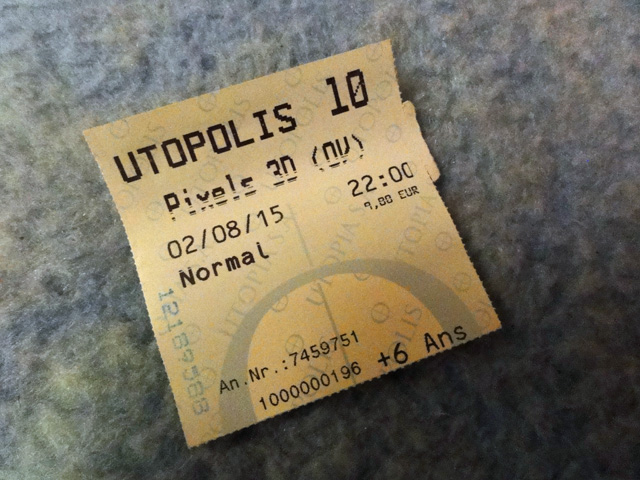 UTOPOLIS 10
Pixels 3D (OV)
22:00
02/08/15
9,80 EUR
Normal
12189588
An.Nr.:7459751
1000000196 +6 Ans